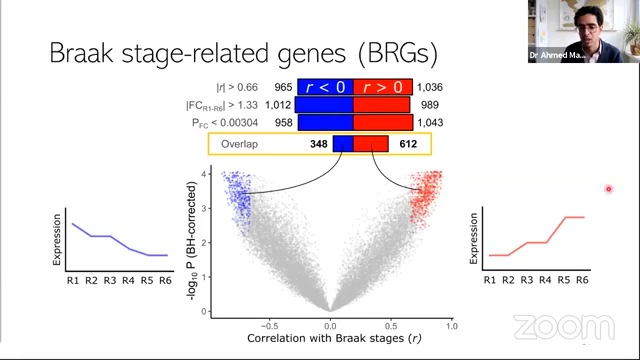 Braak stage-related genes (BRGs)
Dr Ahmed Ma...
|r| > 0.66 965 r < 0 r > 0 1,036
|FC_R1-R6| > 1.33 1,012 989
P_FC < 0.00304 958 1,043
Overlap 348 612
-log10 P (BH-corrected)
4
3
2
1
0
−0.5 0.0 0.5 1.0
Correlation with Braak stages (r)
Expression
R1 R2 R3 R4 R5 R6
Expression
R1 R2 R3 R4 R5 R6
zoom